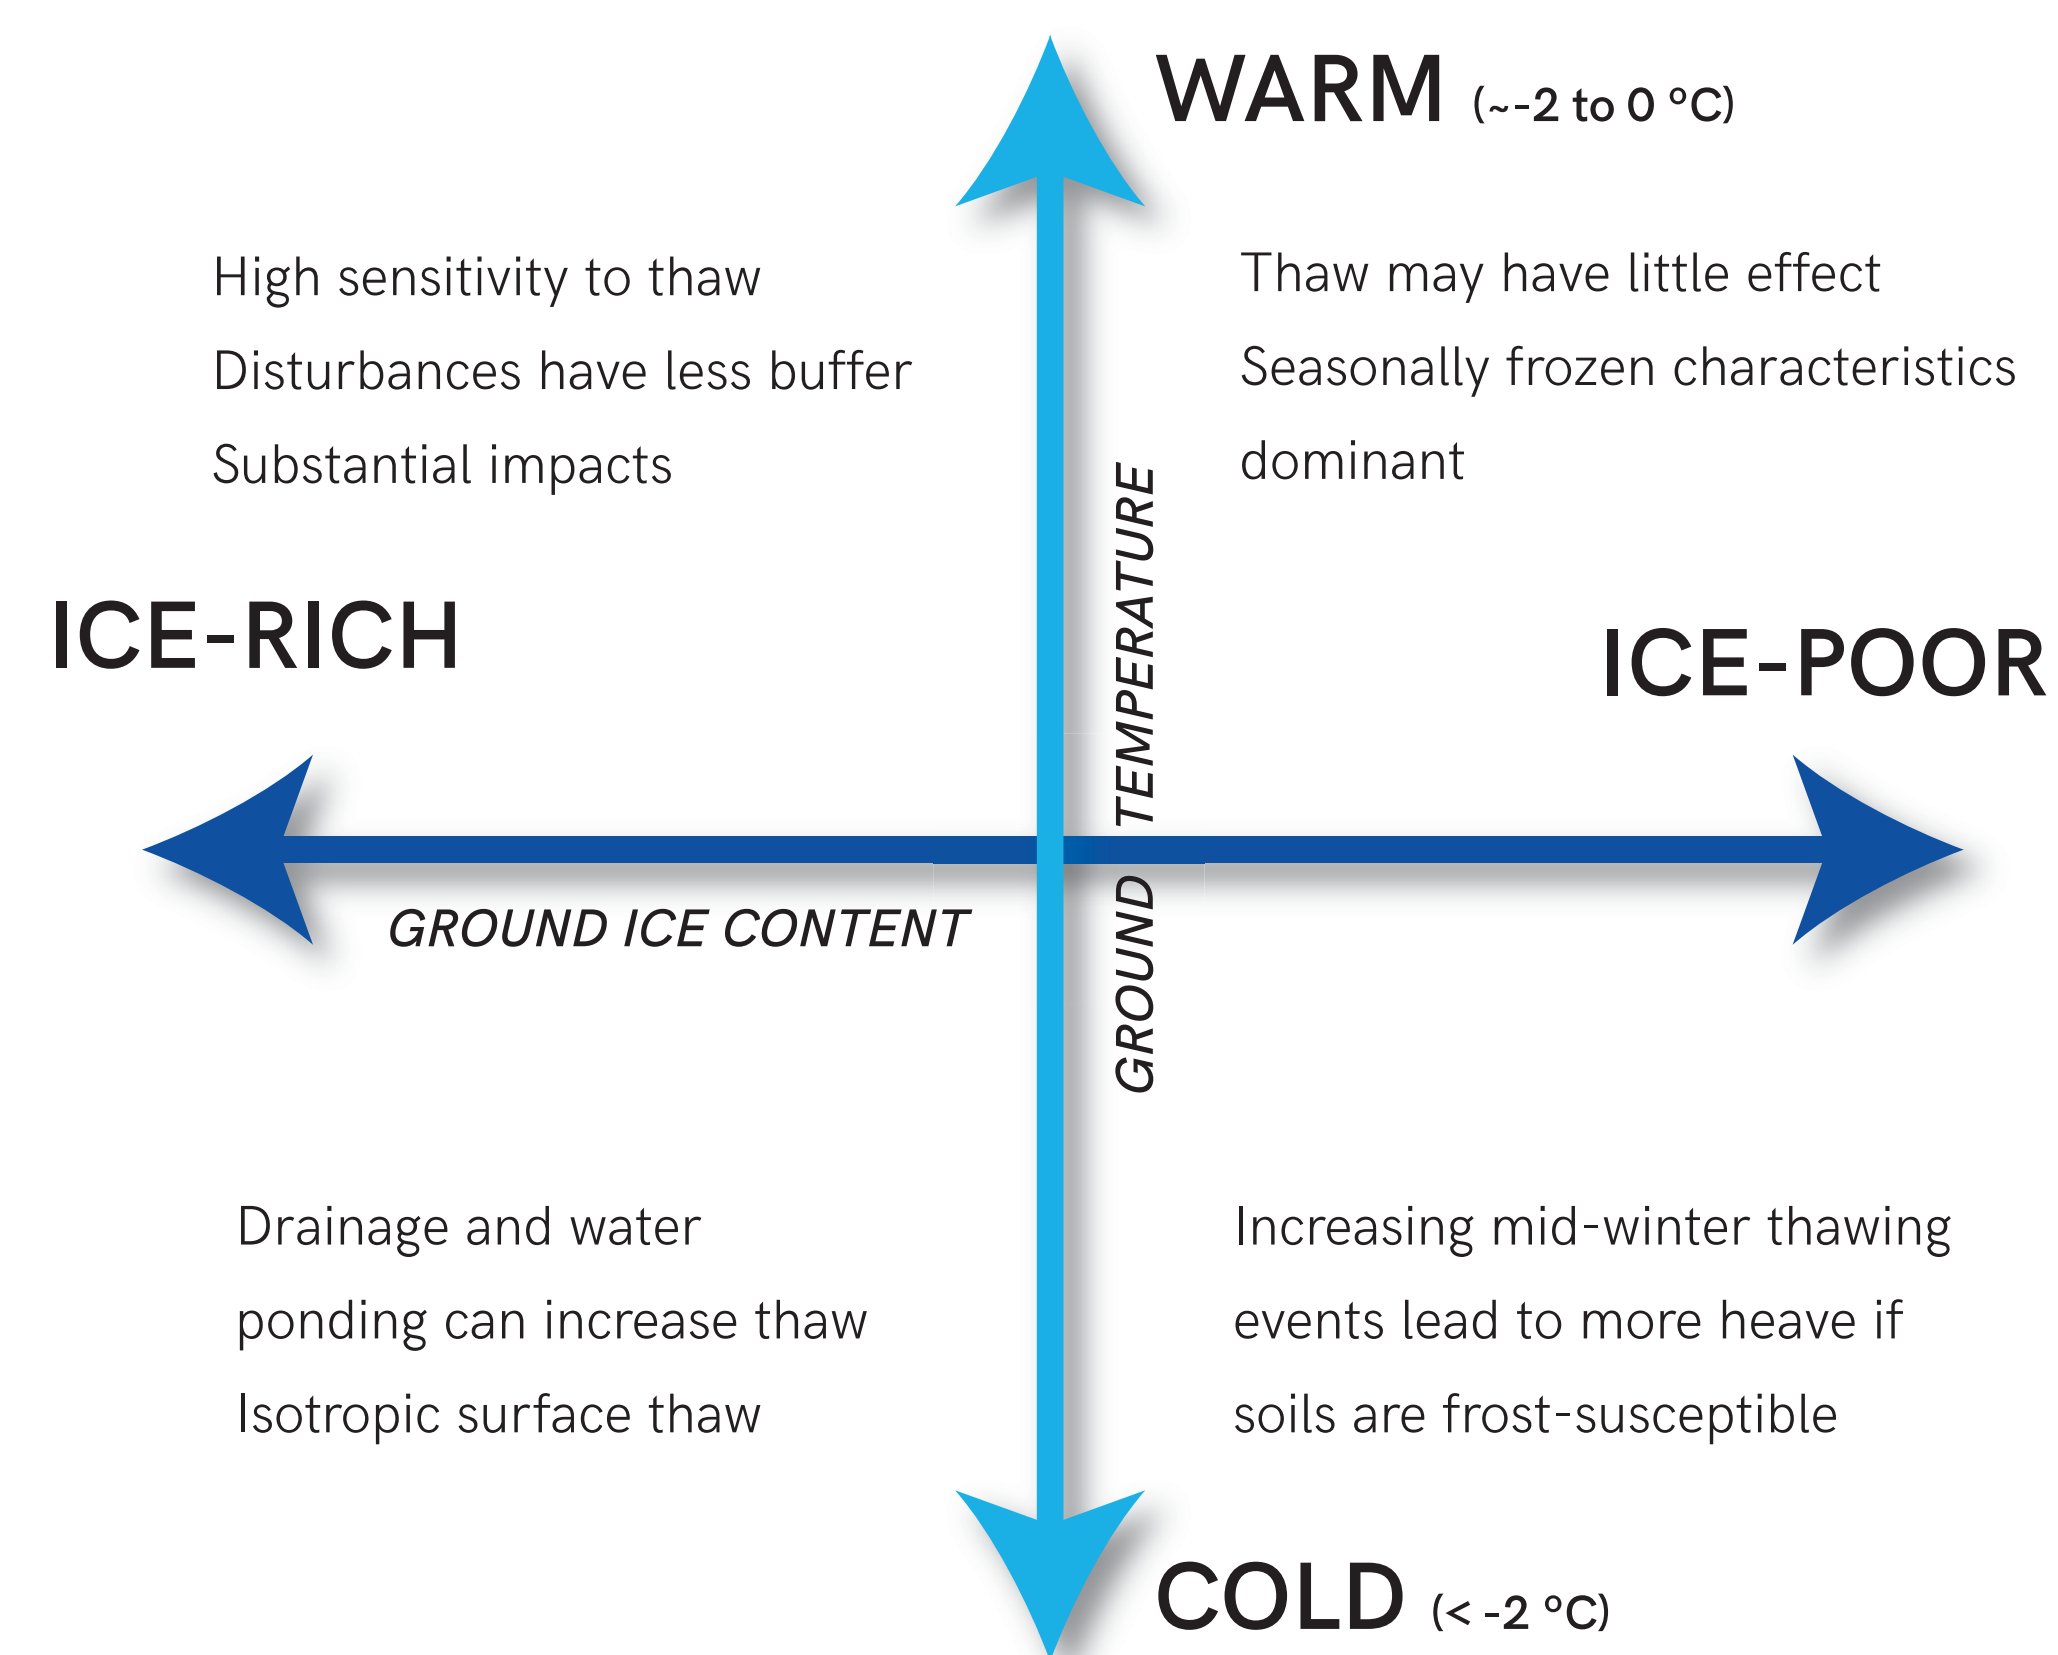 WARM (~-2 to 0 °C)
High sensitivity to thaw
Disturbances have less buffer
Substantial impacts
Thaw may have little effect
Seasonally frozen characteristics
dominant
ICE-RICH
ICE-POOR
GROUND TEMPERATURE
GROUND ICE CONTENT
Drainage and water
ponding can increase thaw
Isotropic surface thaw
Increasing mid-winter thawing
events lead to more heave if
soils are frost-susceptible
COLD (< -2 °C)